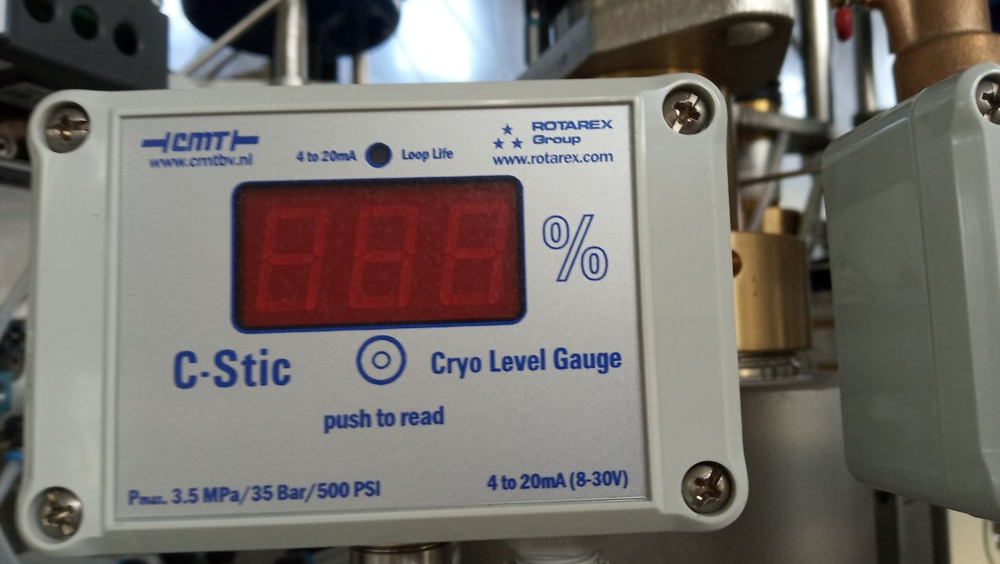 CMT
www.cmtbv.nl
4 to 20mA Loop Life
ROTAREX
Group
www.rotarex.com
%
C-Stic
Cryo Level Gauge
push to read
Pmax. 3.5 MPa/35 Bar/500 PSI
4 to 20mA (8-30V)